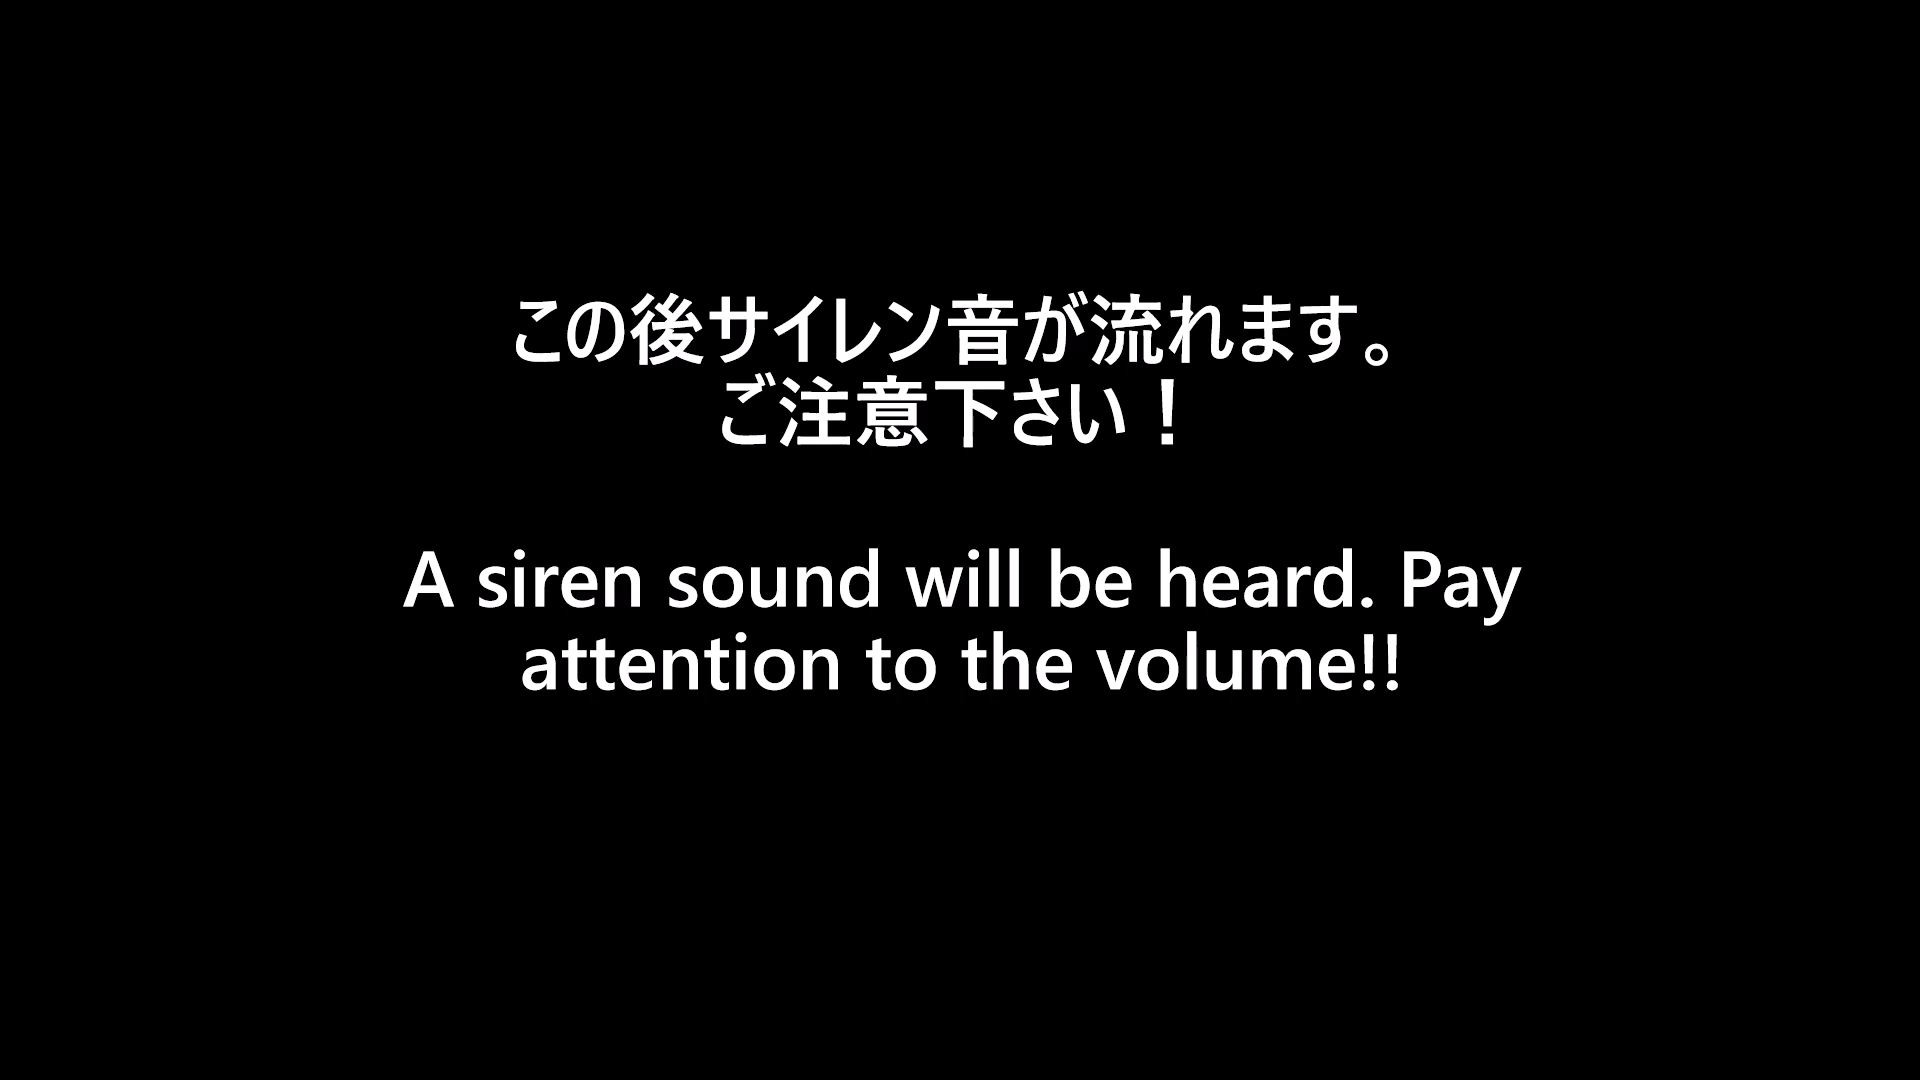 この後サイレン音が流れます。
ご注意下さい！
A siren sound will be heard. Pay
attention to the volume!!